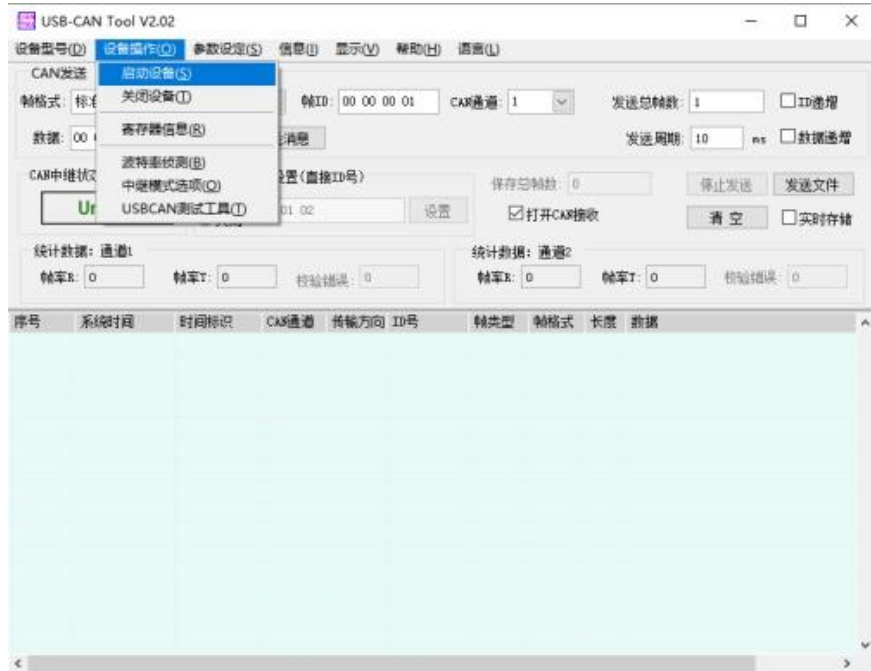 USB-CAN Tool V2.02
设备型号(D) 设备操作(O) 参数设定(S) 信息(I) 显示(V) 帮助(H) 语言(L)
CAN发送
启动设备(S)
关闭设备(T)
寄存器信息(R)
波特率侦测(B)
中继模式选项(O)
USBCAN测试工具(T)
帧格式: 标 帧ID: 00 00 00 01 CAN通道: 1 发送总帧数: 1 ID递增
数据: 00 消息 发送周期: 10 ms 数据递增
CAN中继状 设置(直接ID号) 保存总帧数: 0 停止发送 发送文件
Un 01 02 设置 打开CAN接收 清空 实时存储
统计数据: 通道1 统计数据: 通道2
帧率R: 0 帧率T: 0 校验错误: 0 帧率R: 0 帧率T: 0 校验错误: 0
序号 系统时间 时间标识 CAN通道 传输方向 ID号 帧类型 帧格式 长度 数据